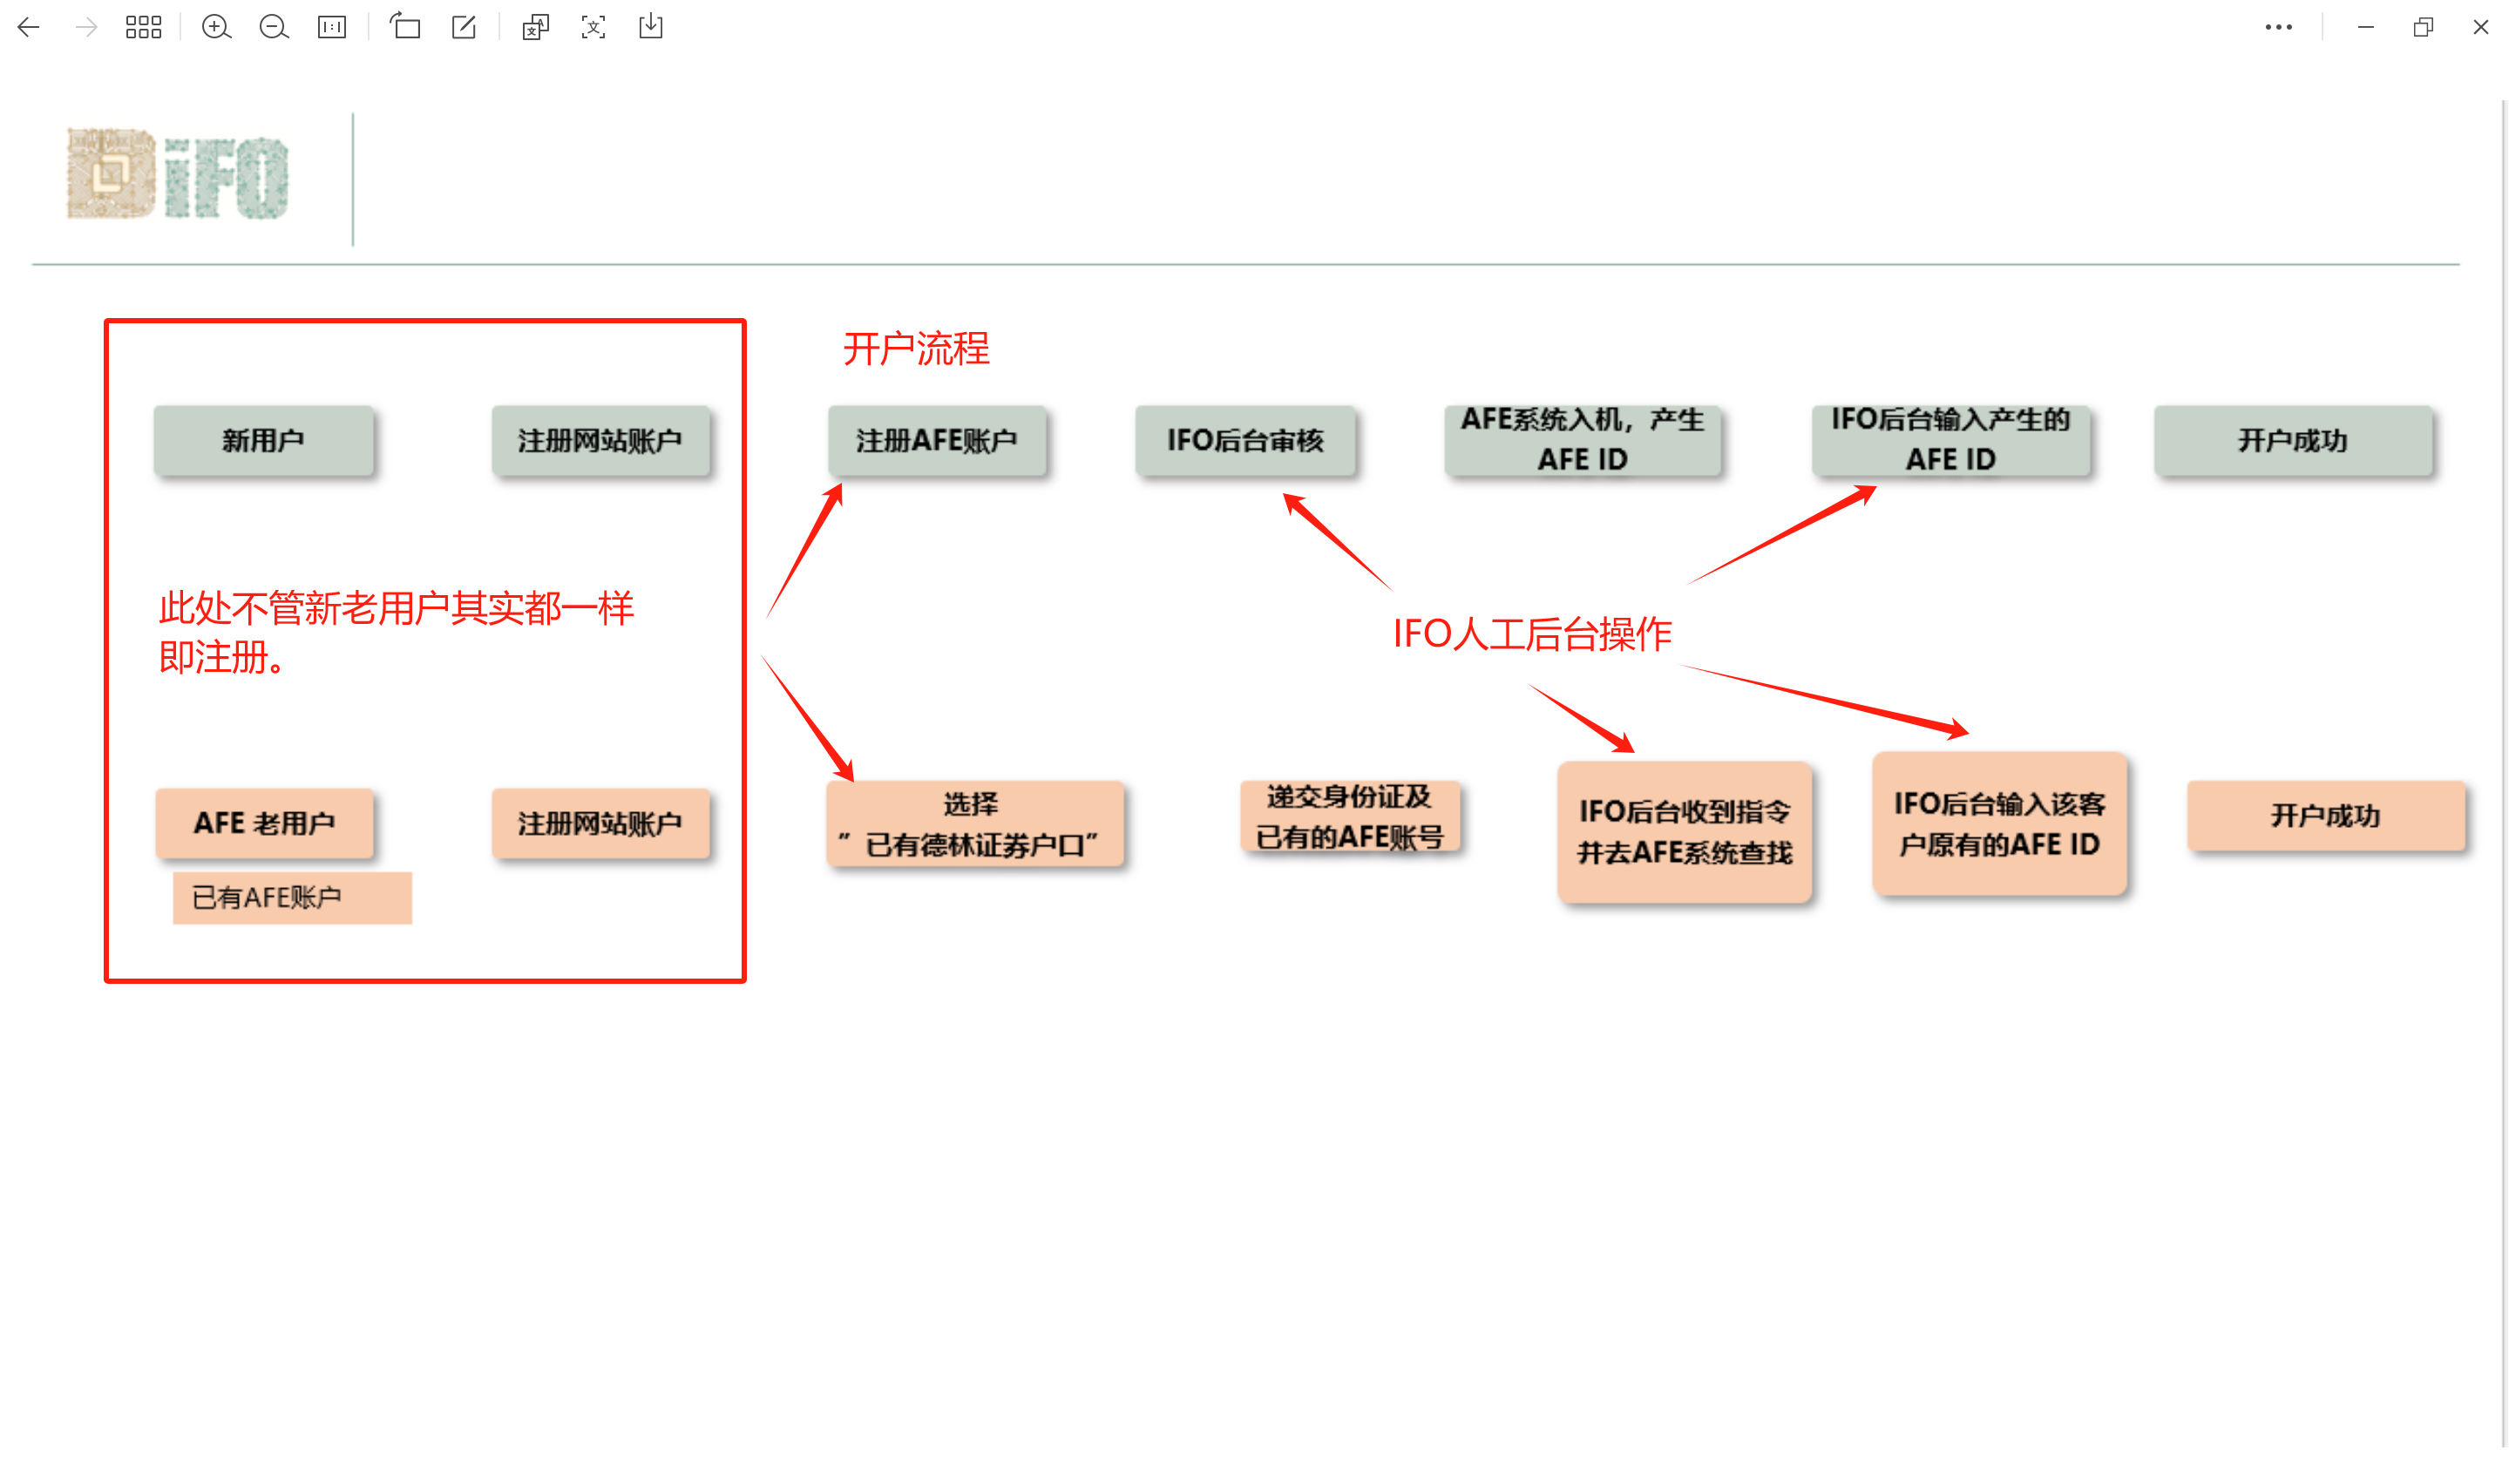 iFO
开户流程
新用户
注册网站账户
注册AFE账户
IFO后台审核
AFE系统入机，产生
AFE ID
IFO后台输入产生的
AFE ID
开户成功
此处不管新老用户其实都一样
即注册。
IFO人工后台操作
AFE 老用户
已有AFE账户
注册网站账户
选择
”已有德林证券户口”
递交身份证及
已有的AFE账号
IFO后台收到指令
并去AFE系统查找
IFO后台输入该客
户原有的AFE ID
开户成功